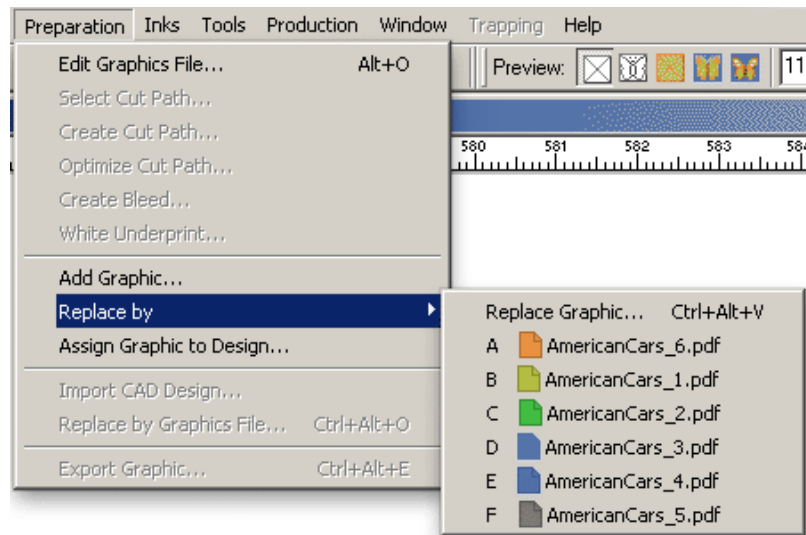 Preparation Inks Tools Production Window Trapping Help
Edit Graphics File... Alt+O
Preview: 11
Select Cut Path...
Create Cut Path...
580 581 582 583 584
Optimize Cut Path...
Create Bleed...
White Underprint...
Add Graphic...
Replace by
Assign Graphic to Design...
Import CAD Design...
Replace by Graphics File... Ctrl+Alt+O
Export Graphic... Ctrl+Alt+E
Replace Graphic... Ctrl+Alt+V
A AmericanCars_6.pdf
B AmericanCars_1.pdf
C AmericanCars_2.pdf
D AmericanCars_3.pdf
E AmericanCars_4.pdf
F AmericanCars_5.pdf